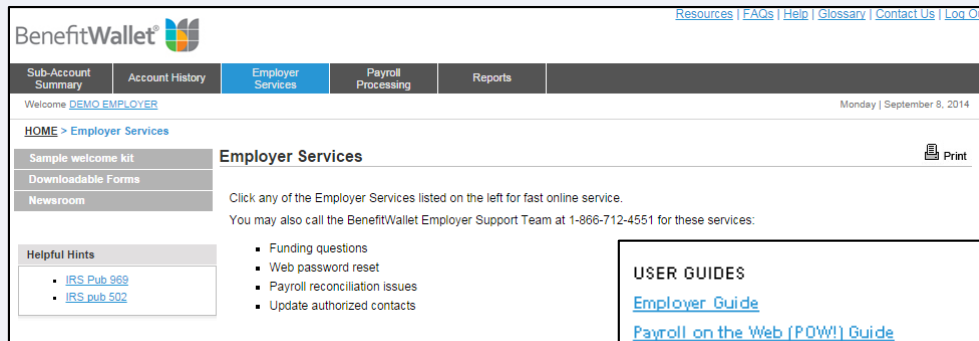 Resources | FAQs | Help | Glossary | Contact Us | Log
BenefitWallet®
Sub-Account Summary
Account History
Employer Services
Payroll Processing
Reports
Welcome DEMO EMPLOYER
Monday | September 8, 2014
HOME > Employer Services
Sample welcome kit
Downloadable Forms
Newsroom
Employer Services
Print
Click any of the Employer Services listed on the left for fast online service.
You may also call the BenefitWallet Employer Support Team at 1-866-712-4551 for these services:
▪ Funding questions
▪ Web password reset
▪ Payroll reconciliation issues
▪ Update authorized contacts
Helpful Hints
▪ IRS Pub 969
▪ IRS pub 502
USER GUIDES
Employer Guide
Payroll on the Web (POW!) Guide